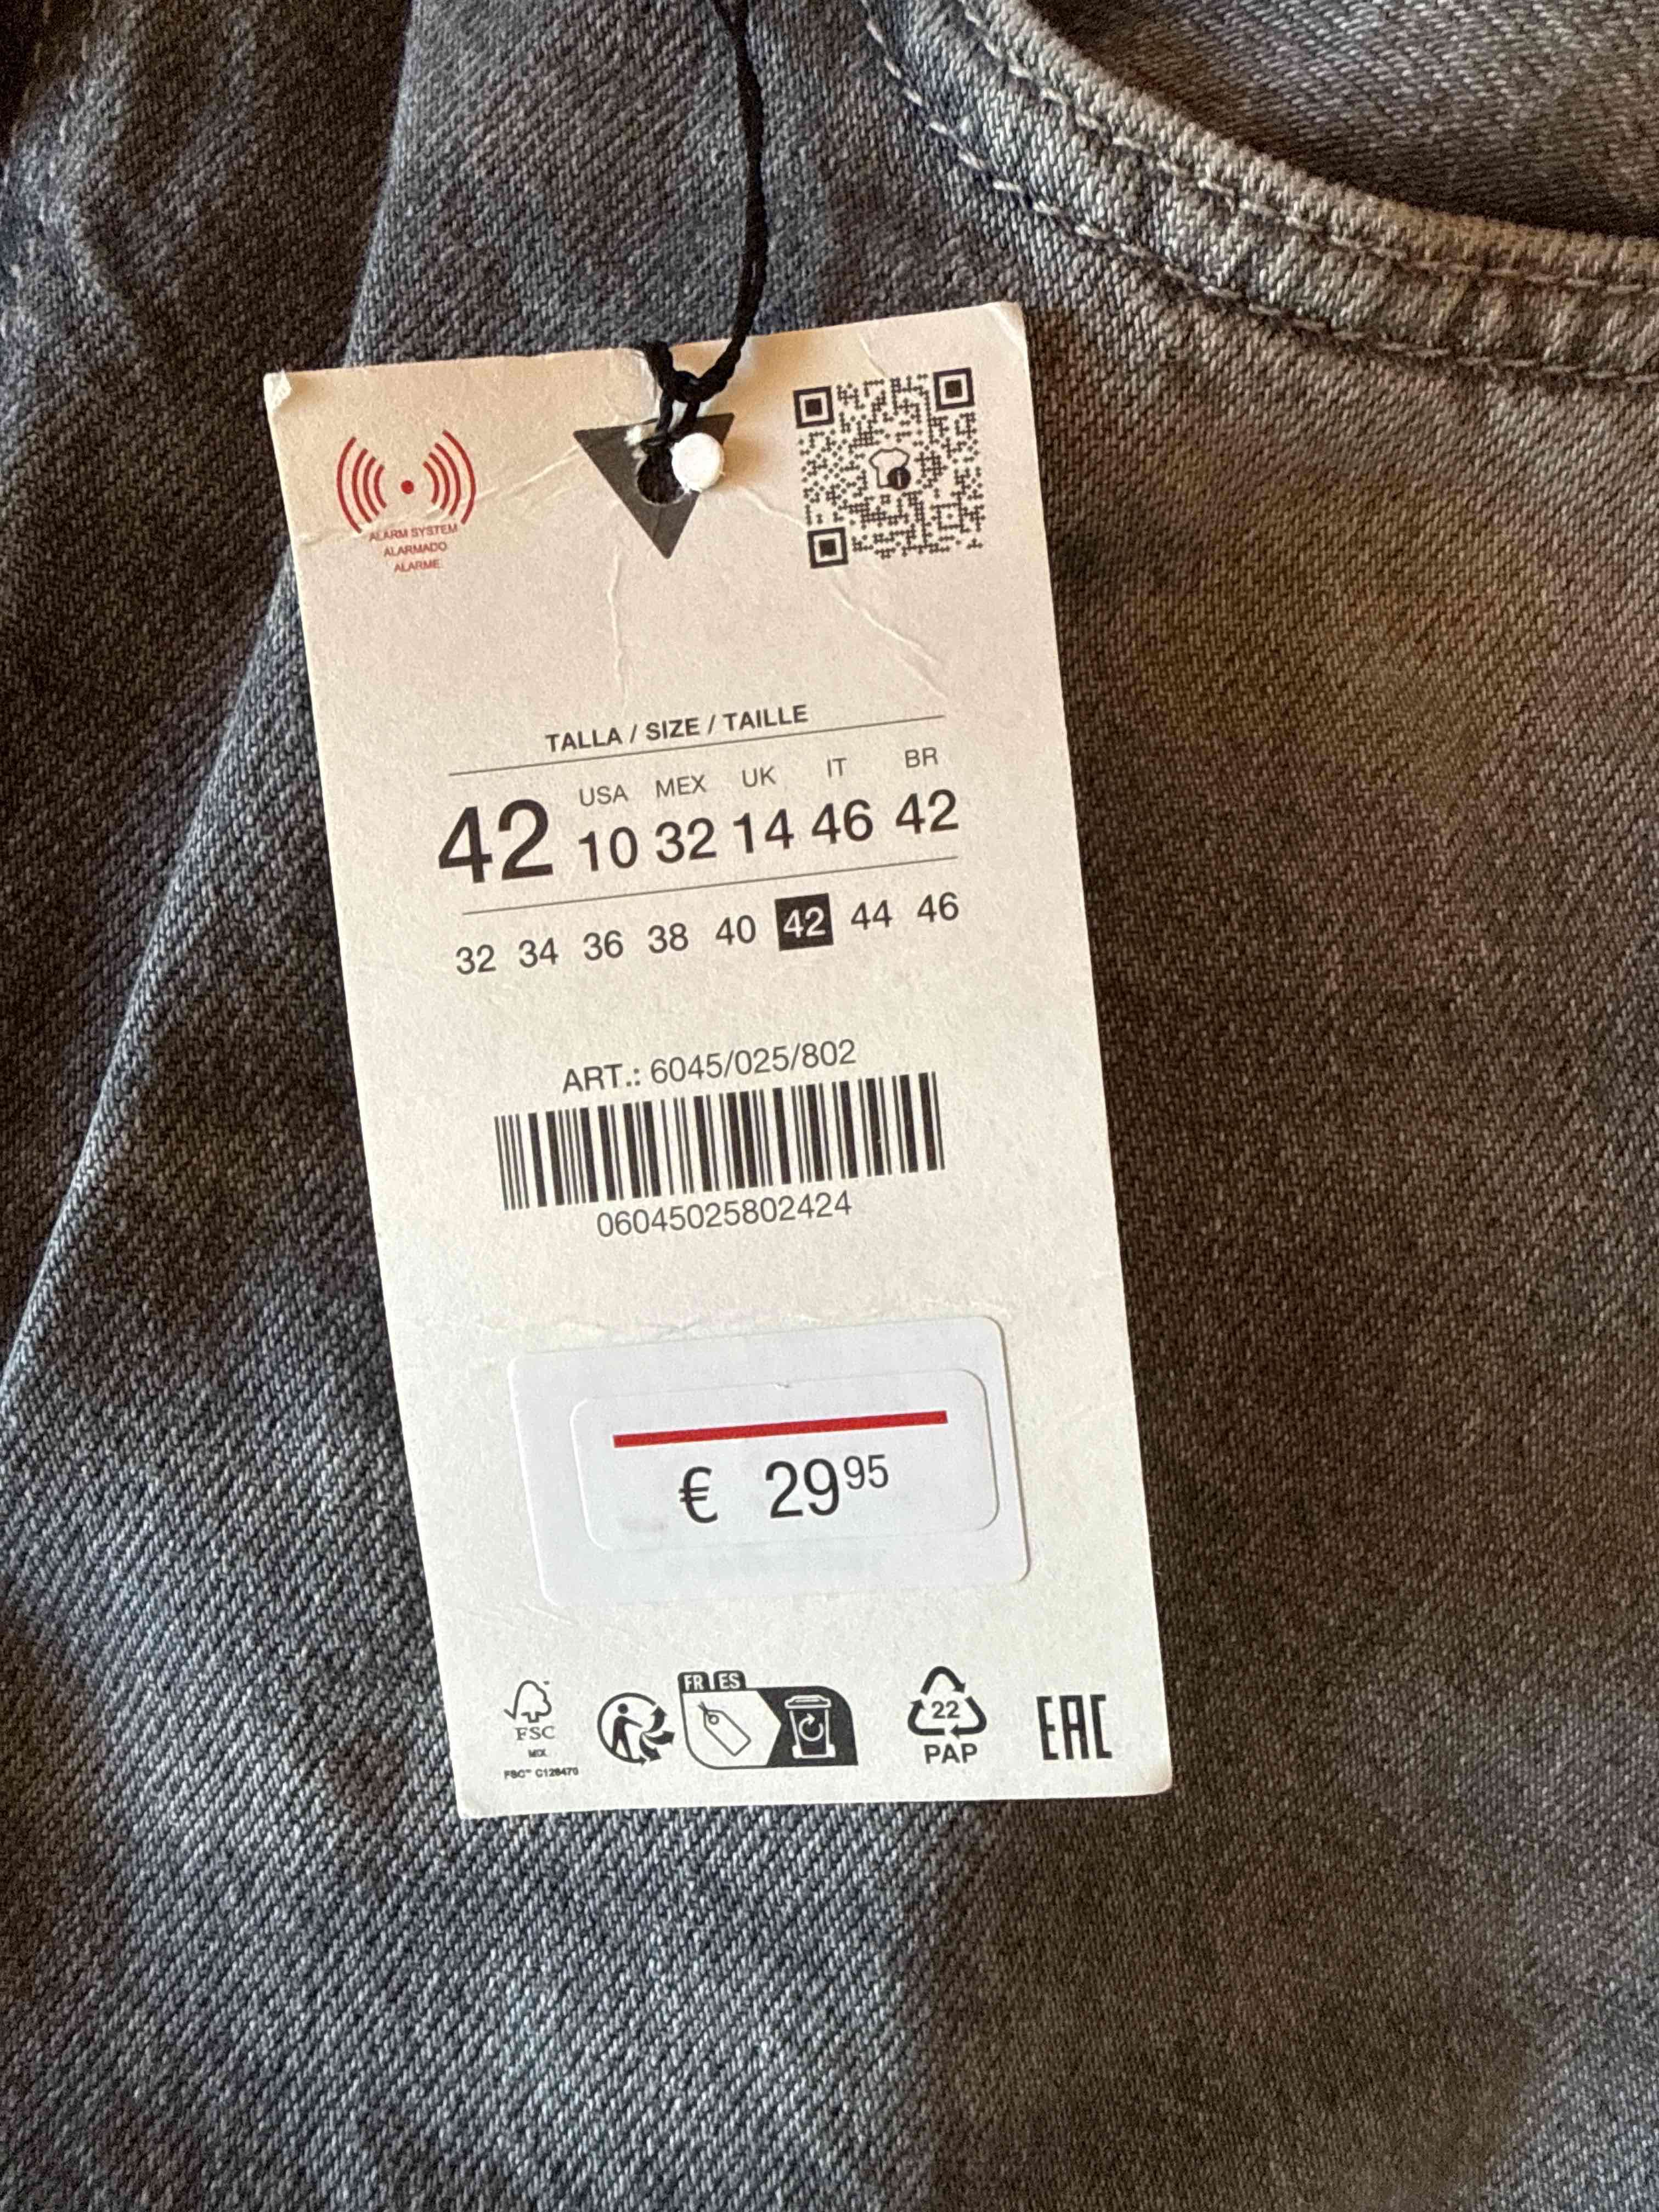 ALARM SYSTEM
ALARMADO
ALARME
TALLA / SIZE / TAILLE
USA MEX UK IT BR
42 10 32 14 46 42
32 34 36 38 40 42 44 46
ART.: 6045/025/802
06045025802424
€ 29 95
FR ES
FSC
MIX
FSC™ C128470
22
PAP
EAC